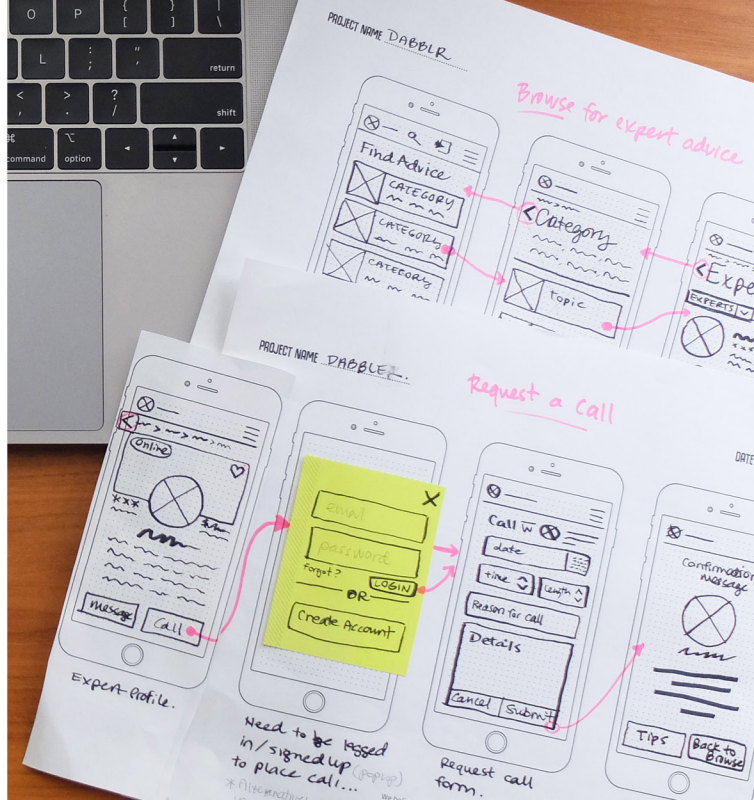 O P { [ } ]
L : ; " ' return
< , > . ? / shift
command option
PROJECT NAME DABBLR
Browse for expert advice
Find Advice
CATEGORY
CATEGORY
CATEGORY
<Category
topic
<Expe
EXPERTS
PROJECT NAME DABBLE
Request a call
DATE
Online
***
$
message
Call
Expert Profile.
X
email
password
Forgot?
LOGIN
OR
Create Account
Need to be logged
in/signed up (popup)
to place call...
*Alternative
Call w
date
time
length
Reason for call
Details
Cancel
Submit
Request call
form.
Confirmation
message
Tips
Back to
Browse